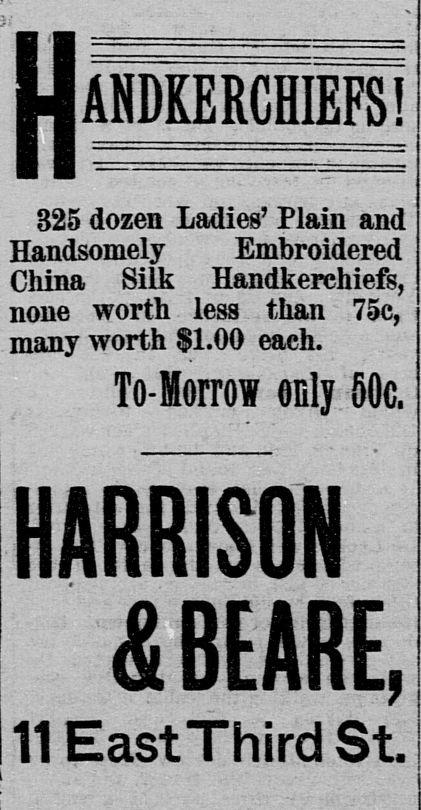 HANDKERCHIEFS!
325 dozen Ladies' Plain and
Handsomely Embroidered
China Silk Handkerchiefs,
none worth less than 75c,
many worth $1.00 each.
To-Morrow only 50c.
HARRISON
& BEARE,
11 East Third St.